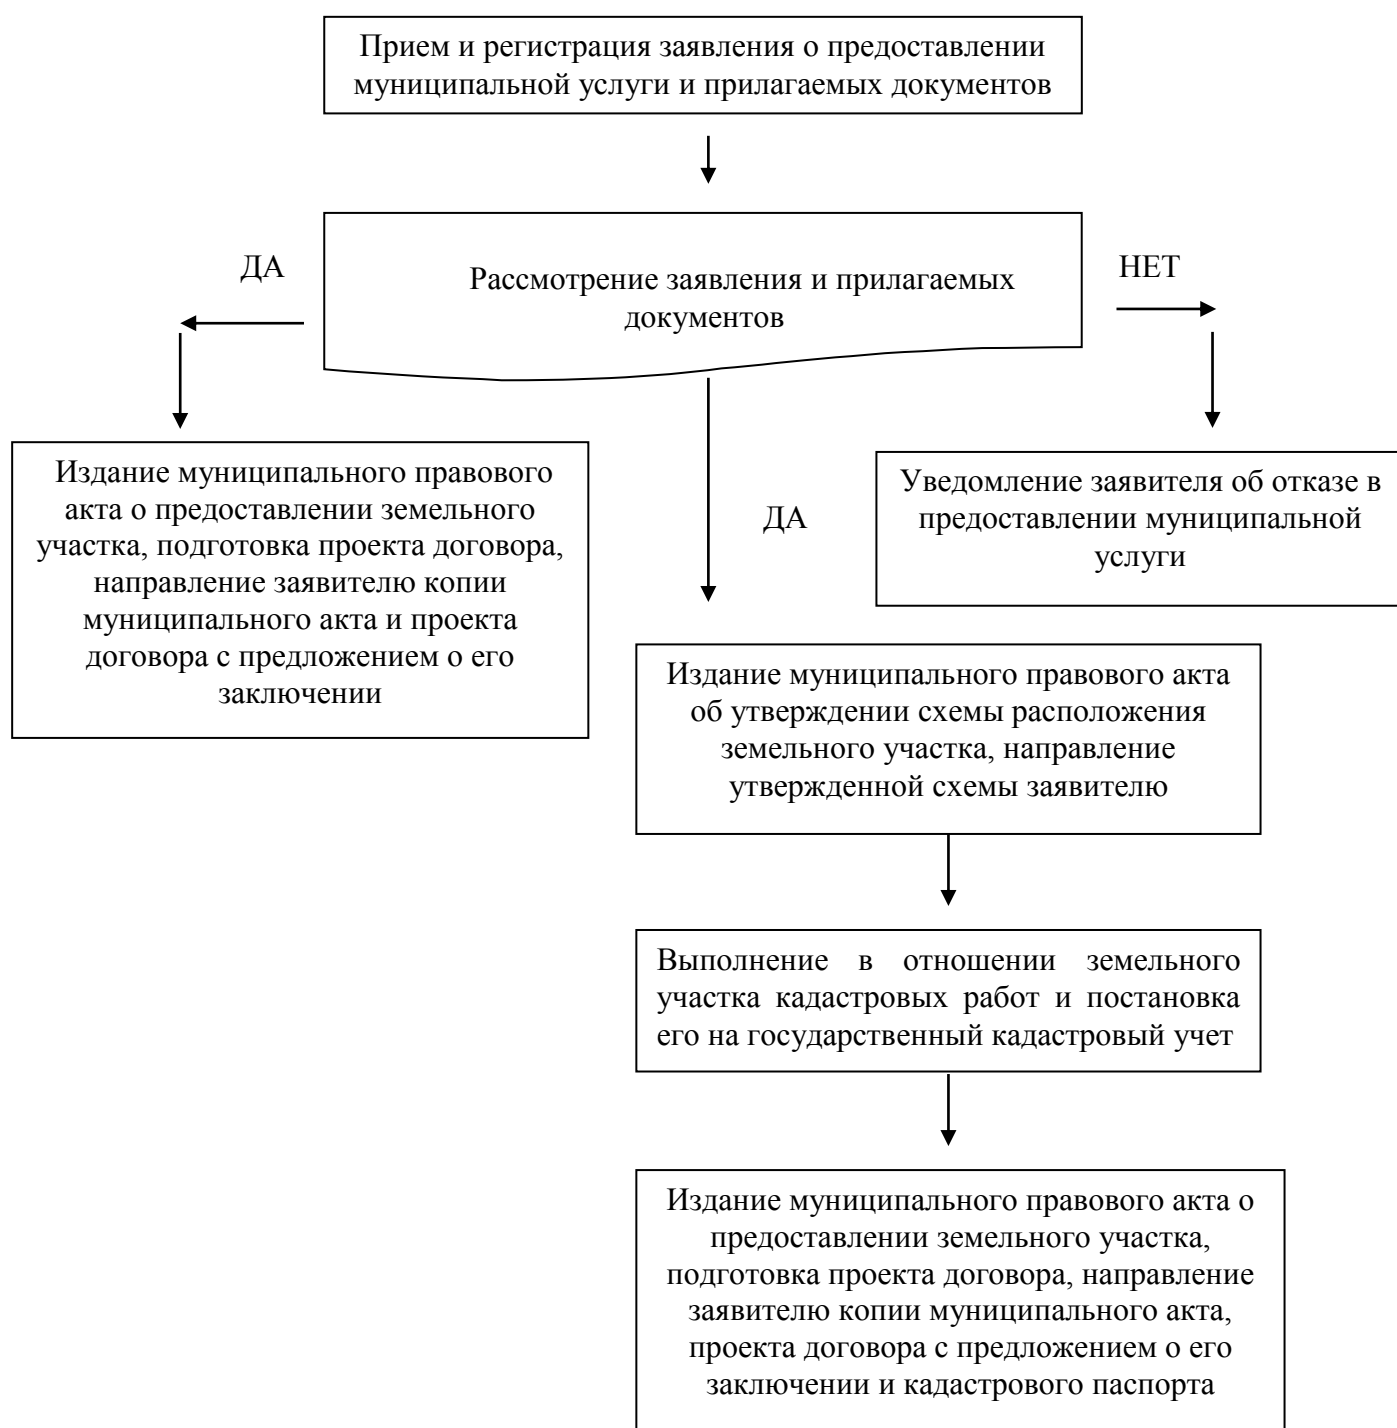 Прием и регистрация заявления о предоставлении
муниципальной услуги и прилагаемых документов
ДА
Рассмотрение заявления и прилагаемых
документов
НЕТ
Издание муниципального правового
акта о предоставлении земельного
участка, подготовка проекта договора,
направление заявителю копии
муниципального акта и проекта
договора с предложением о его
заключении
ДА
Уведомление заявителя об отказе в
предоставлении муниципальной
услуги
Издание муниципального правового акта
об утверждении схемы расположения
земельного участка, направление
утвержденной схемы заявителю
Выполнение в отношении земельного
участка кадастровых работ и постановка
его на государственный кадастровый учет
Издание муниципального правового акта о
предоставлении земельного участка,
подготовка проекта договора, направление
заявителю копии муниципального акта,
проекта договора с предложением о его
заключении и кадастрового паспорта